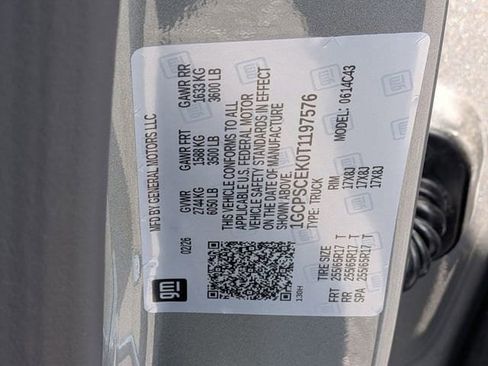 MFD BY GENERAL MOTORS LLC
02/26 GVWR GAWR FRT GAWR RR
2744KG 1588 KG 1633 KG
6050 LB 3500 LB 3600 LB
THIS VEHICLE CONFORMS TO ALL
APPLICABLE U.S. FEDERAL MOTOR
VEHICLE SAFETY STANDARDS IN EFFECT
ON THE DATE OF MANUFACTURE
SHOWN ABOVE.
1GCPSCEK0T1197576
TYPE: TRUCK MODEL: 0614C43
TIRE SIZE RIM
FRT 255/65R17 T 17X8J
RR 255/65R17 T 17X8J
SPA 255/65R17 T 17X8J
gm
130H